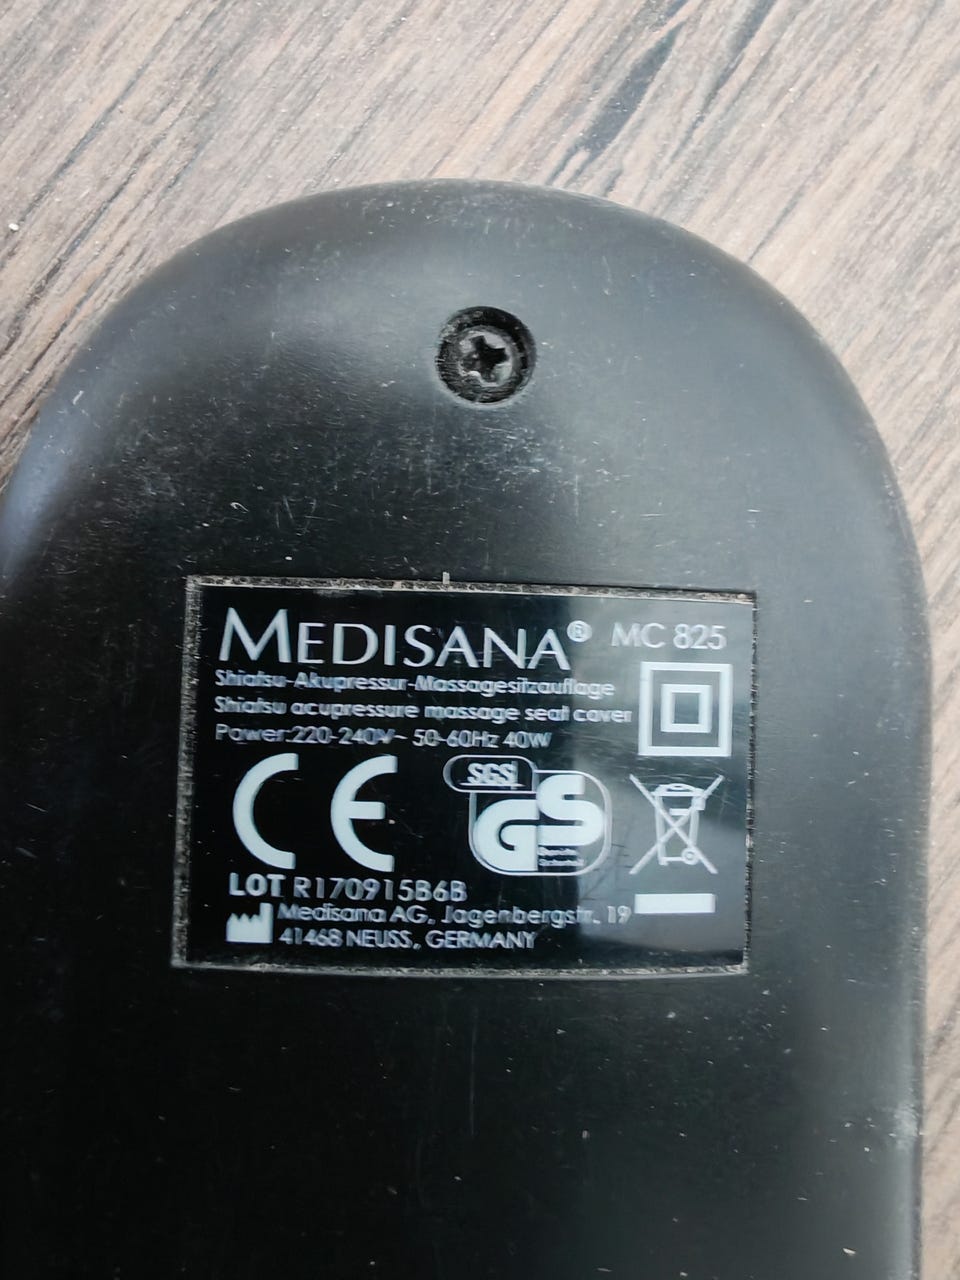 MEDISANA® MC 825
Shiatsu-Akupressur-Massagesitzauflage
Shiatsu acupressure massage seat cover
Power:220-240V~ 50-60Hz 40W
CE
SGS
GS
LOT R170915B6B
Medisana AG, Jagenbergstr. 19
41468 NEUSS, GERMANY